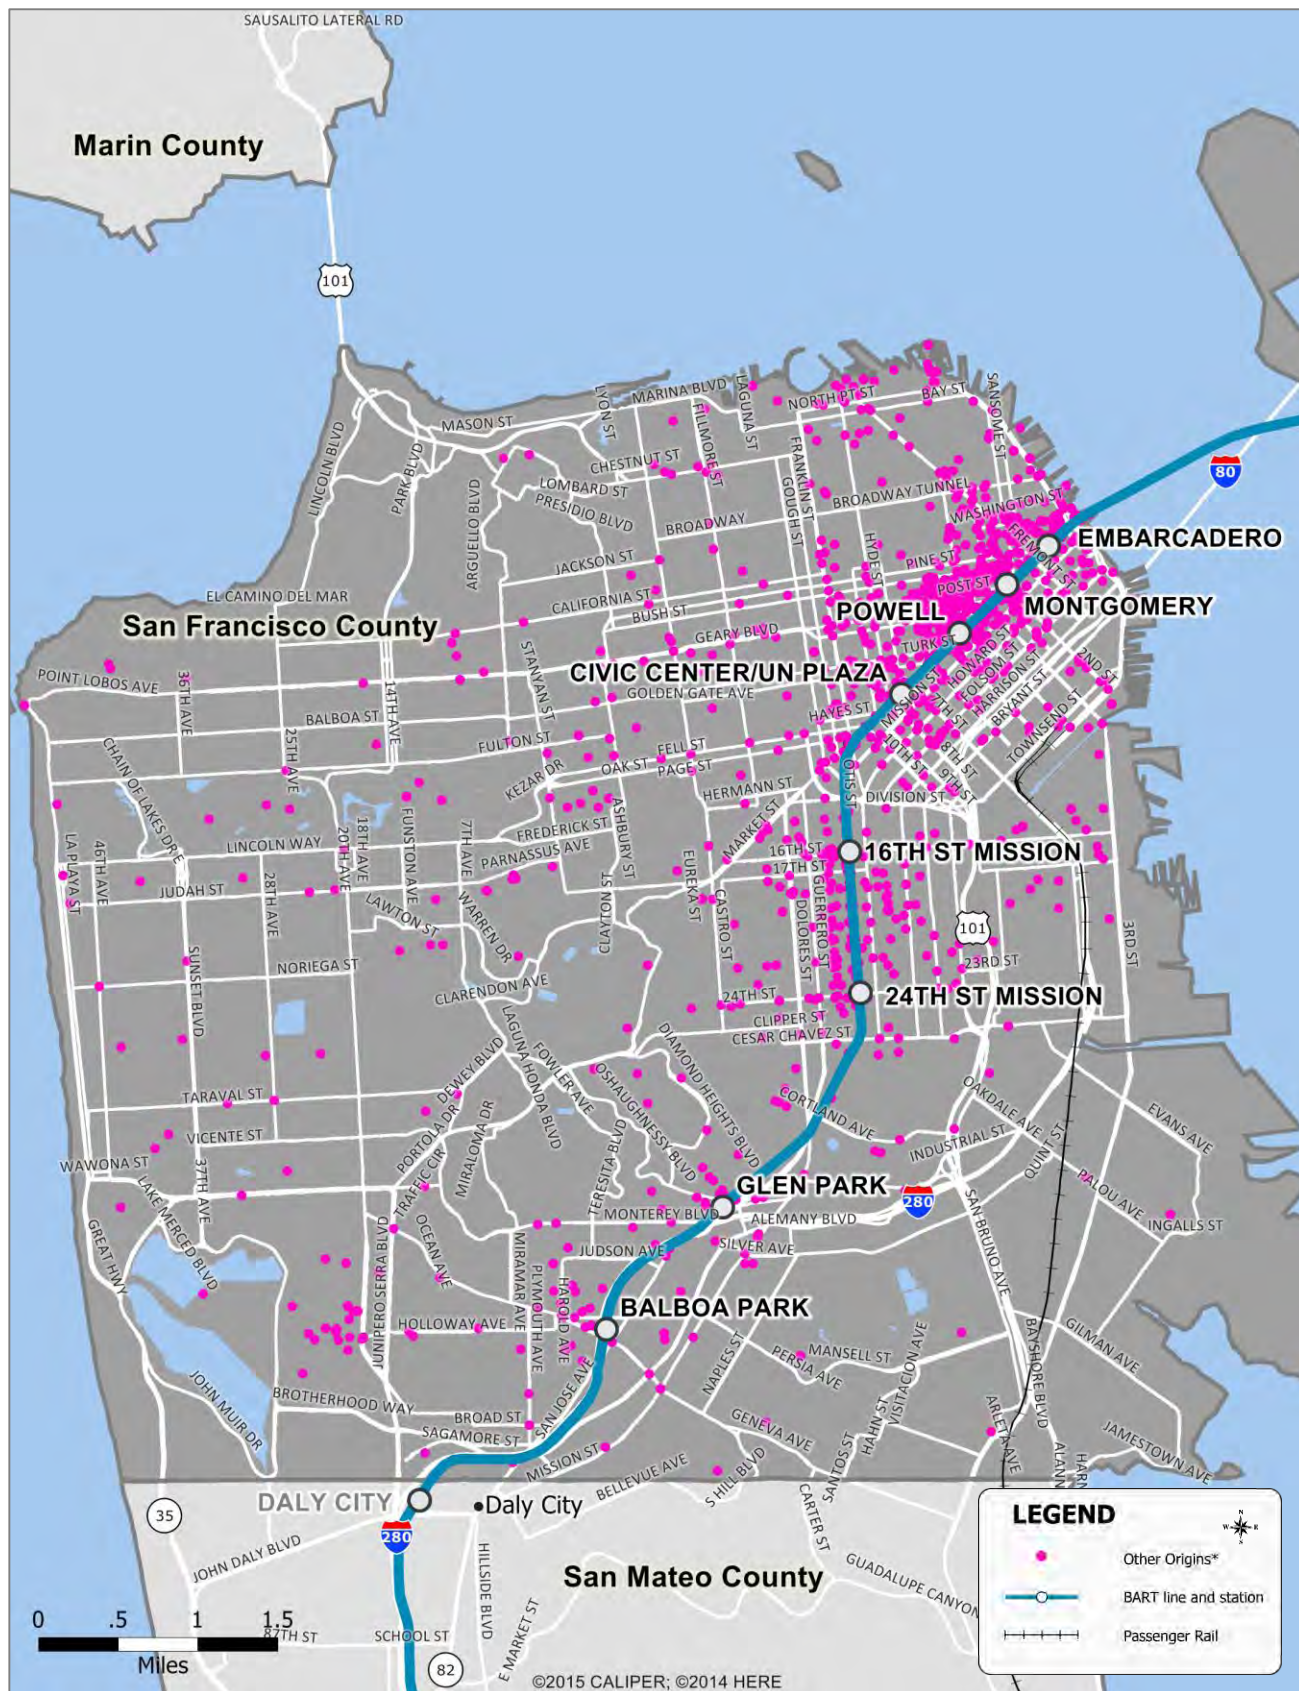 SAUSALITO LATERAL RD
Marin County
101
MARINA BLVD
LAGUNA ST
NORTH PT ST
BAY ST
SANSOME ST
LYON ST
MASON ST
FILLMORE ST
LINCOLN BLVD
PARK BLVD
CHESTNUT ST
FRANKLIN ST
GOUGH ST
LOMBARD ST
BROADWAY TUNNEL
80
ARGUELLO BLVD
PRESIDIO BLVD
WASHINGTON ST
BROADWAY
EMBARCADERO
FREMONT ST
HYDE ST
JACKSON ST
PINE ST
POST ST
EL CAMINO DEL MAR
CALIFORNIA ST
BUSH ST
MONTGOMERY
POWELL
San Francisco County
GEARY BLVD
TURK ST
HOWARD ST
FOLSOM ST
HARRISON ST
2ND ST
STANYAN ST
CIVIC CENTER/UN PLAZA
POINT LOBOS AVE
36TH AVE
14TH AVE
GOLDEN GATE AVE
MISSION ST
7TH ST
BRYANT ST
BALBOA ST
HAYES ST
TOWNSEND ST
25TH AVE
FULTON ST
FELL ST
CHAIN OF LAKES DR E
KEZAR DR
OAK ST
PAGE ST
10TH ST
8TH ST
9TH ST
OTIS ST
HERMANN ST
DIVISION ST
MARKET ST
LA PLAYA ST
46TH AVE
LINCOLN WAY
20TH AVE
18TH AVE
FUNSTON AVE
7TH AVE
FREDERICK ST
ASHBURY ST
PARNASSUS AVE
16TH ST
16TH ST MISSION
17TH ST
JUDAH ST
28TH AVE
EUREKA ST
CASTRO ST
DOLORES ST
GUERRERO ST
LAWTON ST
WARREN DR
CLAYTON ST
101
3RD ST
SUNSET BLVD
NORIEGA ST
23RD ST
CLARENDON AVE
24TH ST
24TH ST MISSION
CLIPPER ST
CESAR CHAVEZ ST
LAGUNA HONDA BLVD
DIAMOND HEIGHTS BLVD
DEWEY BLVD
FOWLER AVE
OSHAUGHNESSY BLVD
TARAVAL ST
CORTLAND AVE
OAKDALE AVE
EVANS AVE
PORTOLA DR
MIRALOMA DR
VICENTE ST
INDUSTRIAL ST
QUINT ST
WAWONA ST
37TH AVE
TRAFFIC CIR
TERESITA BLVD
PALOU AVE
GLEN PARK
LAKE MERCED BLVD
280
SAN BRUNO AVE
GREAT HWY
MONTEREY BLVD
ALEMANY BLVD
INGALLS ST
OCEAN AVE
JUDSON AVE
SILVER AVE
JUNIPERO SERRA BLVD
MIRAMAR AVE
PLYMOUTH AVE
HAROLD AVE
BALBOA PARK
HOLLOWAY AVE
BAYSHORE BLVD
GILMAN AVE
NAPLES ST
PERSIA AVE
MANSELL ST
VISITACION AVE
JOHN MUIR DR
BROTHERHOOD WAY
SAN JOSE AVE
BROAD ST
SAGAMORE ST
GENEVA AVE
HAHN ST
ARLETA AVE
JAMESTOWN AVE
MISSION ST
BELLEVUE AVE
S HILL BLVD
SANTOS ST
CARTER ST
ALANN
HARN
DALY CITY
Daly City
35
280
JOHN DALY BLVD
HILLSIDE BLVD
San Mateo County
GUADALUPE CANYON
E MARKET ST
87TH ST
SCHOOL ST
82
LEGEND
N
W E
S
Other Origins*
BART line and station
Passenger Rail
0 .5 1 1.5
Miles
©2015 CALIPER; ©2014 HERE